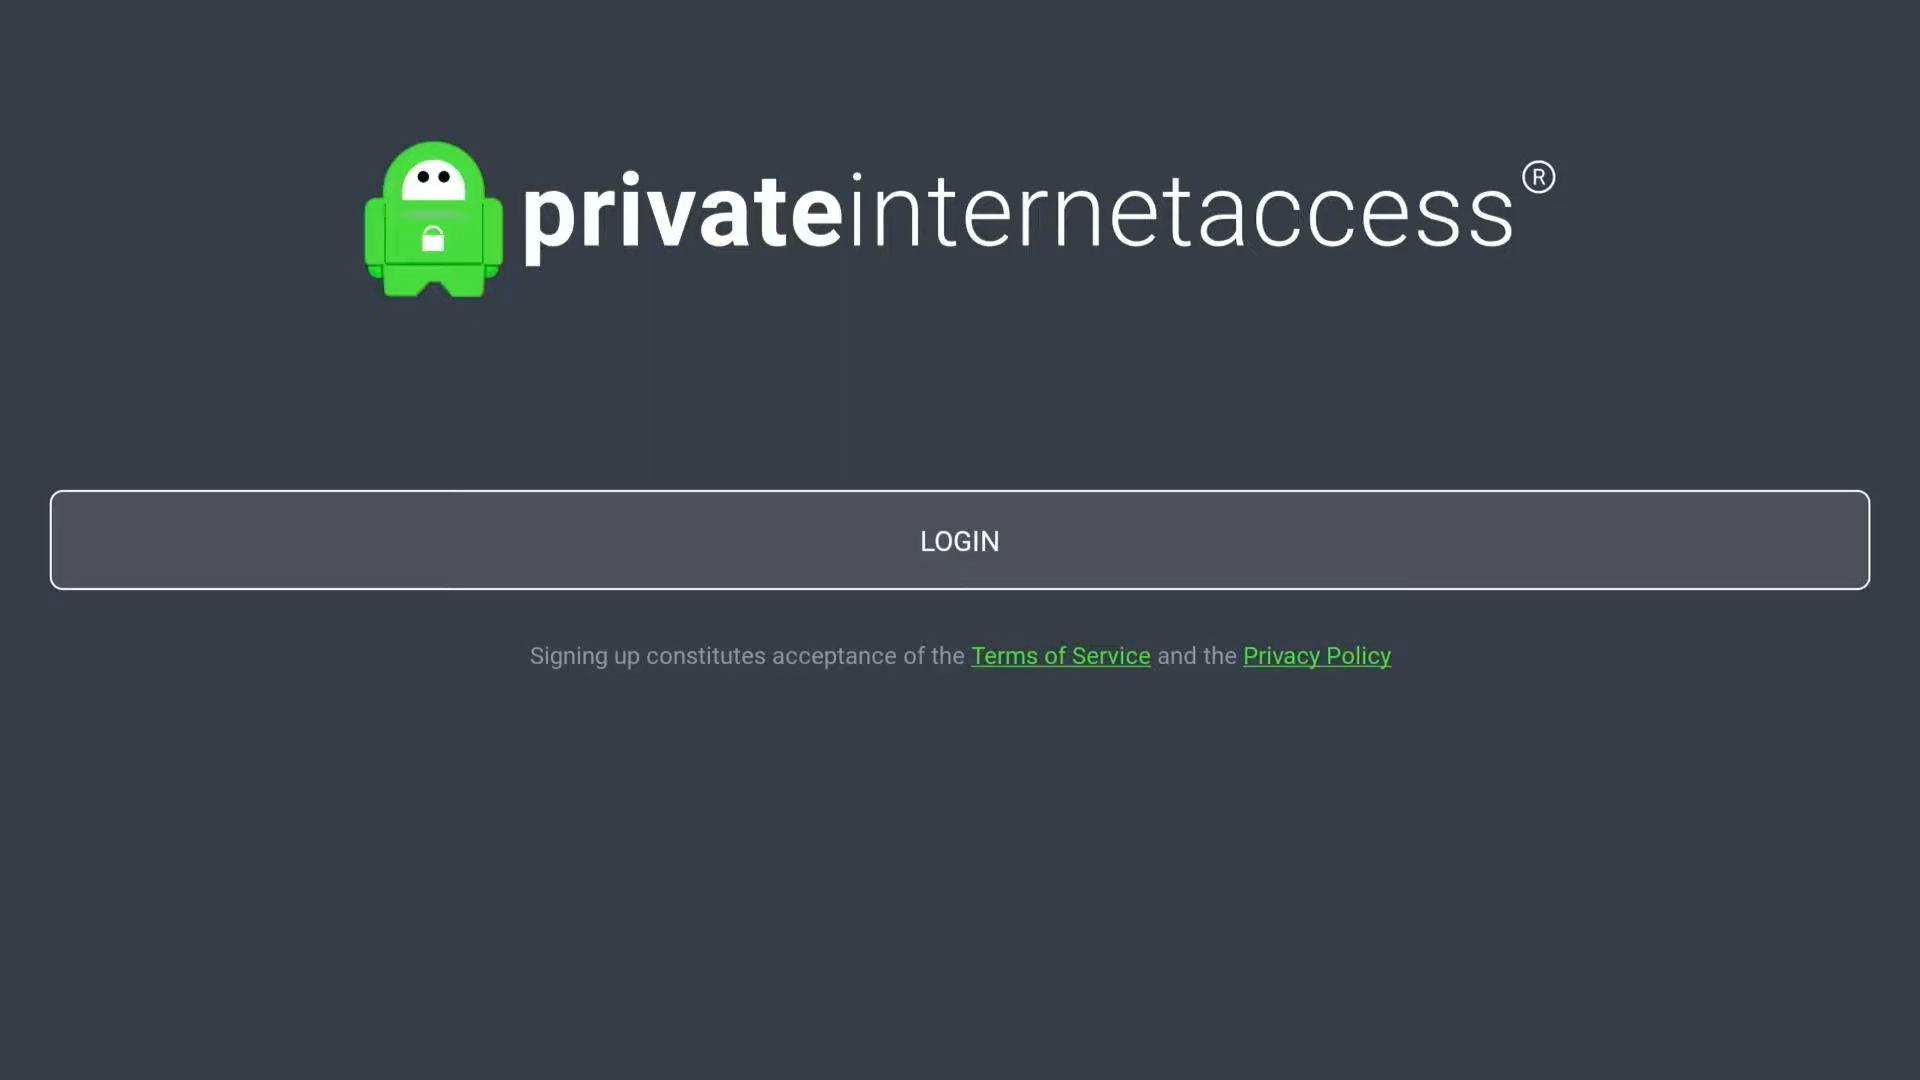 privateinternetaccess®
LOGIN
Signing up constitutes acceptance of the Terms of Service and the Privacy Policy